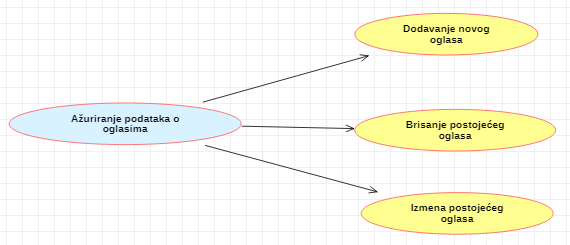 Dodavanje novog
oglasa
Ažuriranje podataka o
oglasima
Brisanje postojećeg
oglasa
Izmena postojećeg
oglasa